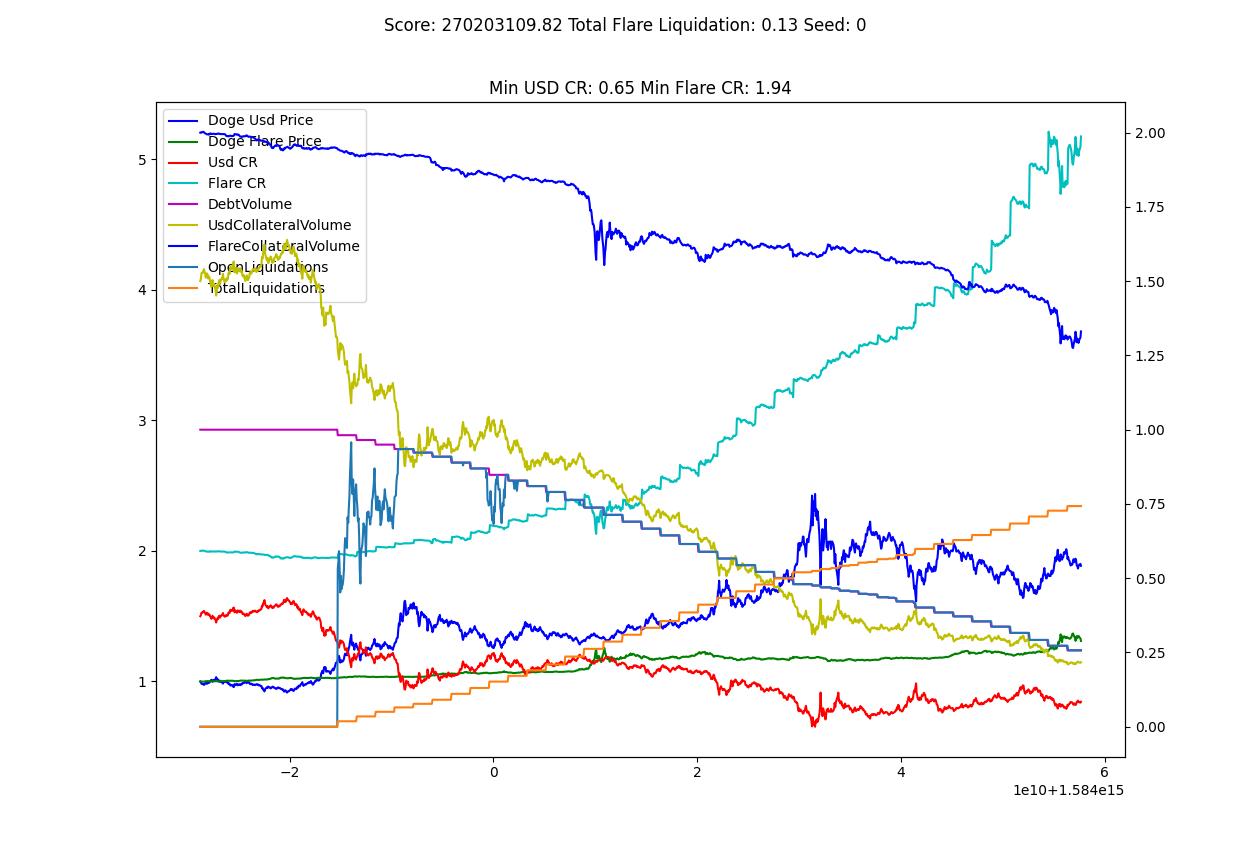 Score: 270203109.82 Total Flare Liquidation: 0.13 Seed: 0
Min USD CR: 0.65 Min Flare CR: 1.94
Doge Usd Price
Doge Flare Price
Usd CR
Flare CR
DebtVolume
UsdCollateralVolume
FlareCollateralVolume
OpenLiquidations
TotalLiquidations
5
4
3
2
1
2.00
1.75
1.50
1.25
1.00
0.75
0.50
0.25
0.00
−2
0
2
4
6
1e10+1.584e15